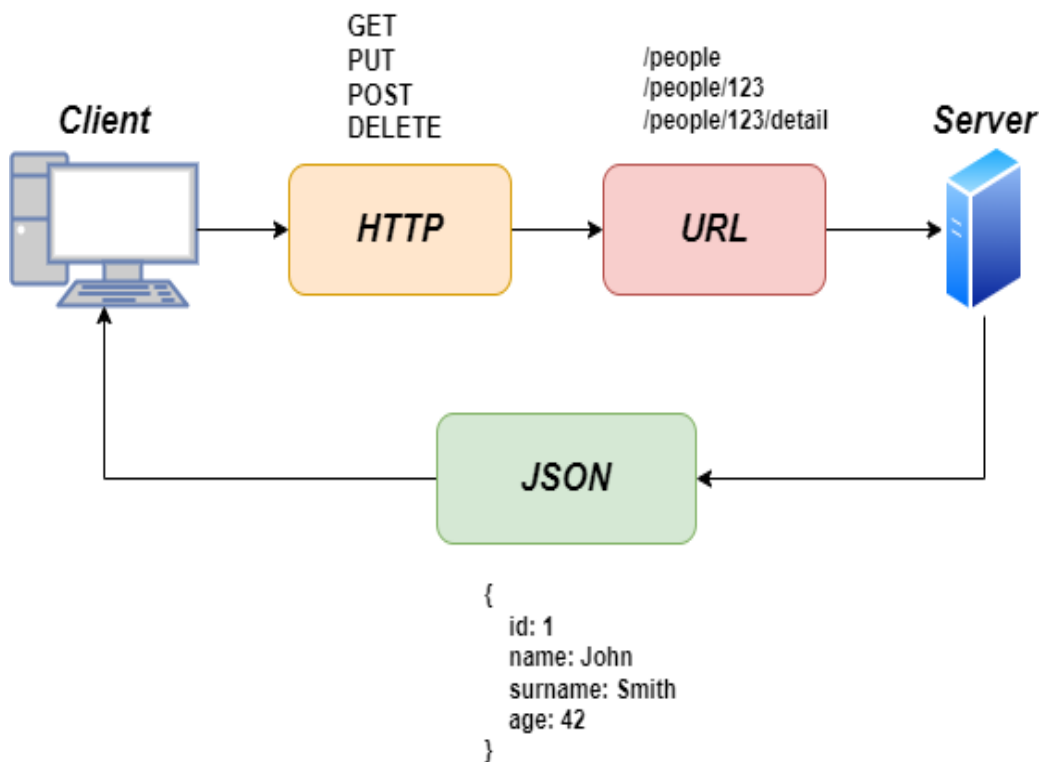 GET
PUT
POST
DELETE
/people
/people/123
/people/123/detail
Client
Server
HTTP
URL
JSON
{
id: 1
name: John
surname: Smith
age: 42
}